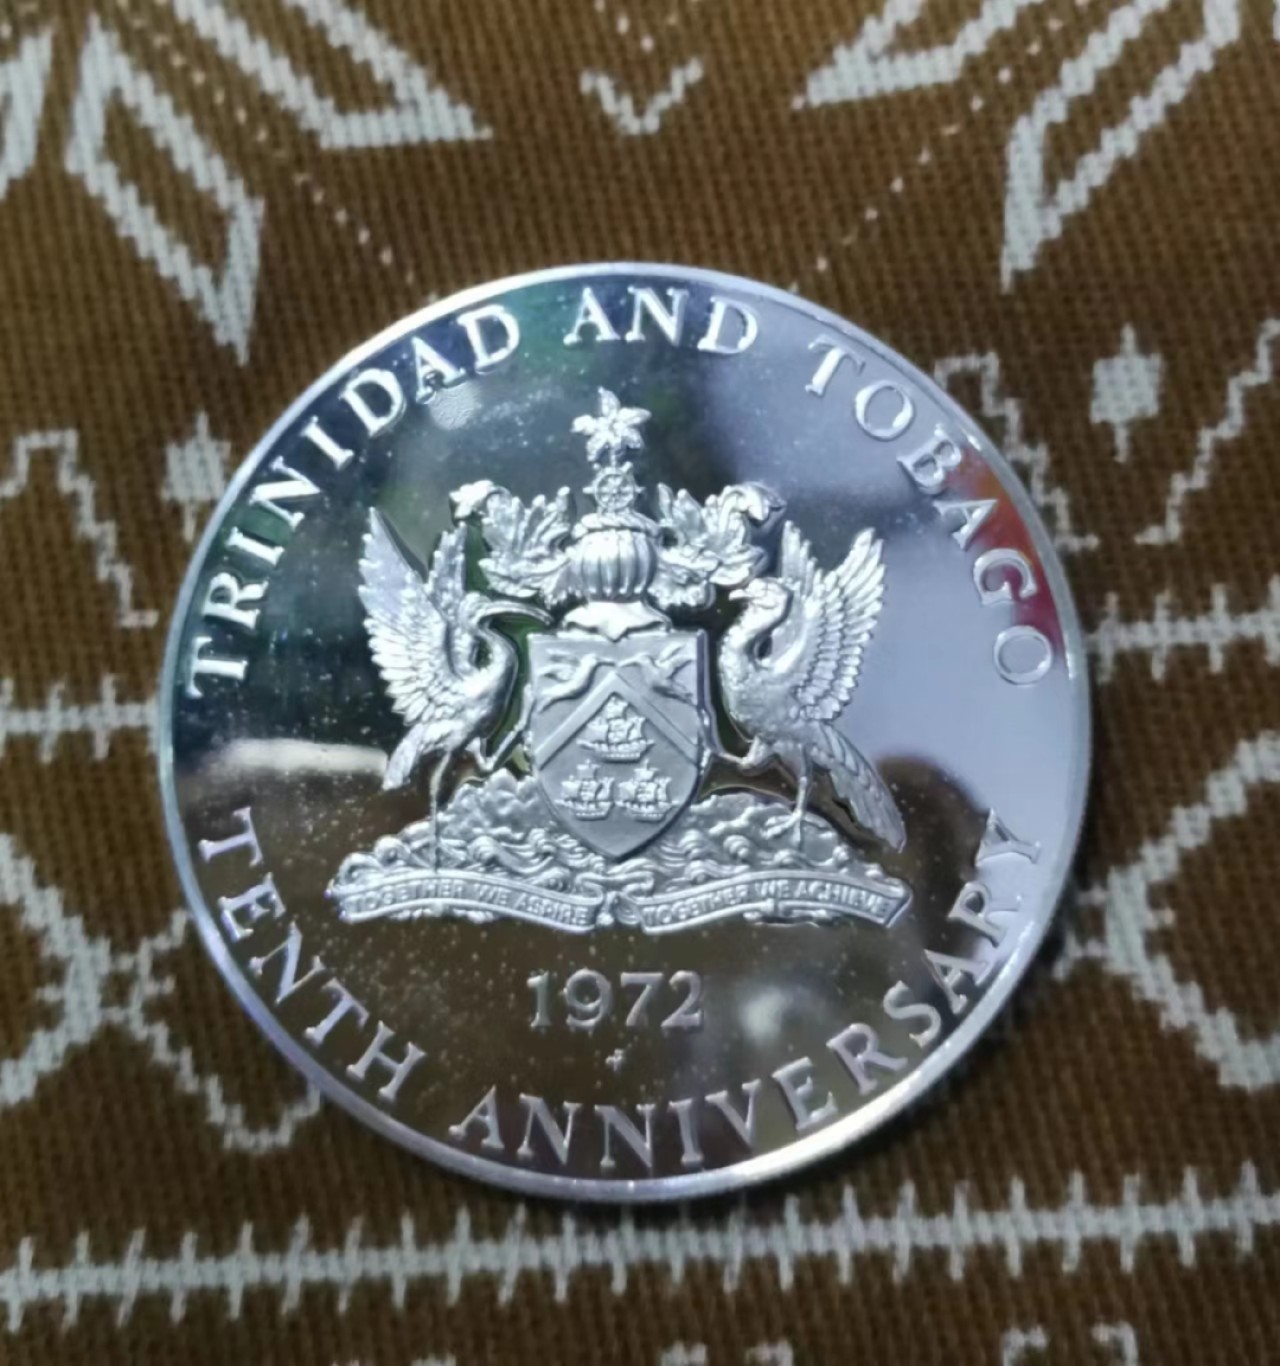 TRINIDAD AND TOBAGO
TOGETHER WE ASPIRE TOGETHER WE ACHIEVE
1972
f
TENTH ANNIVERSARY